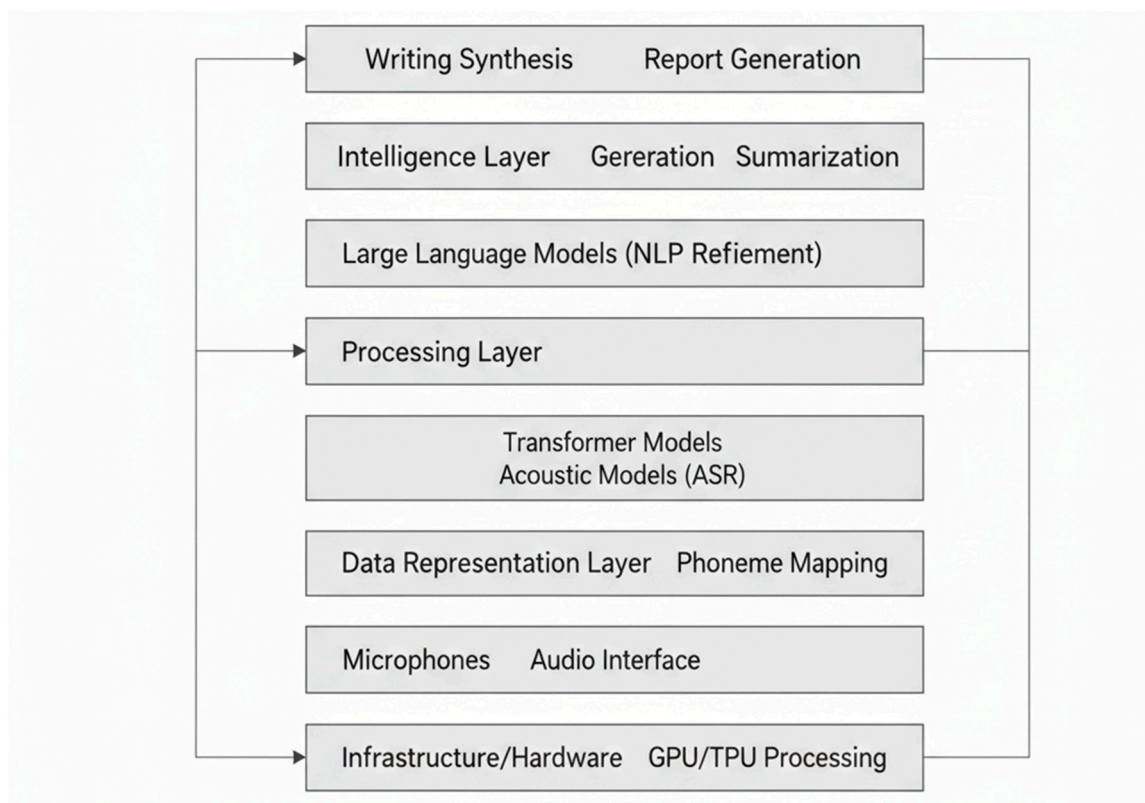 Writing Synthesis Report Generation
Intelligence Layer Gereration Summarization
Large Language Models (NLP Refiement)
Processing Layer
Transformer Models
Acoustic Models (ASR)
Data Representation Layer Phoneme Mapping
Microphones Audio Interface
Infrastructure/Hardware GPU/TPU Processing